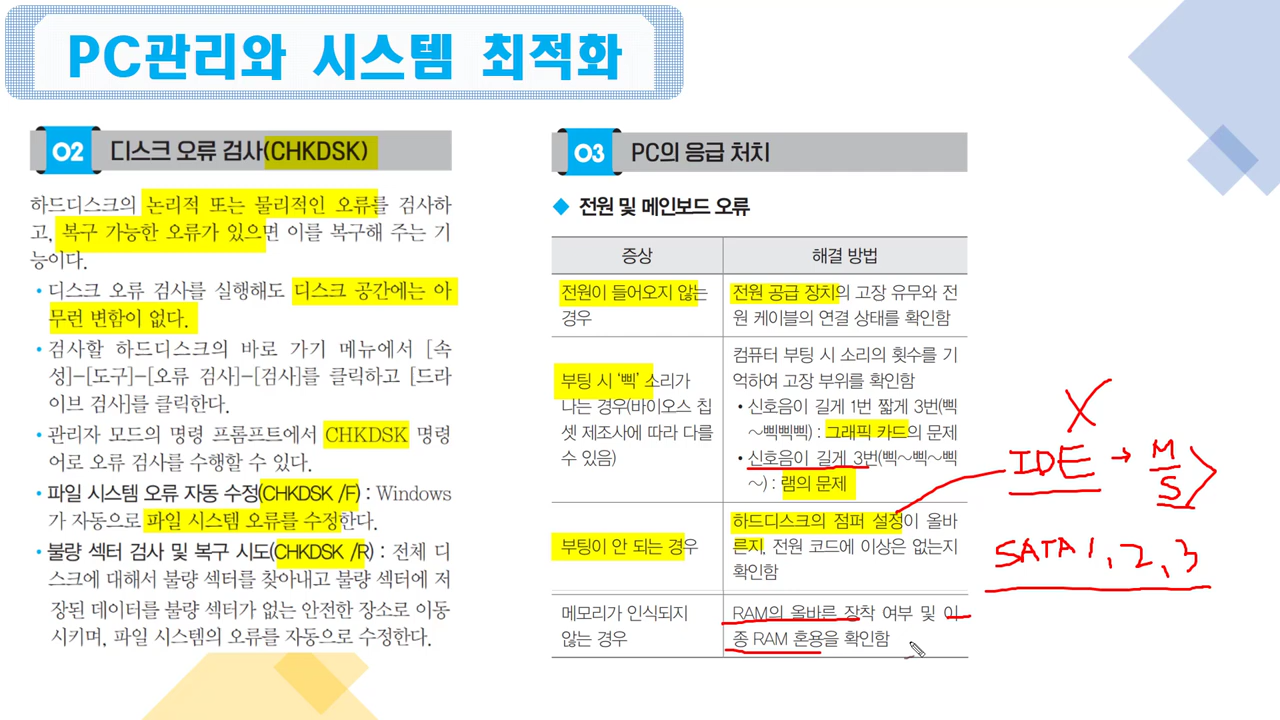 PC관리와 시스템 최적화
02 디스크 오류 검사(CHKDSK)
하드디스크의 논리적 또는 물리적인 오류를 검사하
고, 복구 가능한 오류가 있으면 이를 복구해 주는 기
능이다.
• 디스크 오류 검사를 실행해도 디스크 공간에는 아
무런 변함이 없다.
• 검사할 하드디스크의 바로 가기 메뉴에서 [속
성]-[도구]-[오류 검사]-[검사]를 클릭하고 [드라
이브 검사]를 클릭한다.
• 관리자 모드의 명령 프롬프트에서 CHKDSK 명령
어로 오류 검사를 수행할 수 있다.
• 파일 시스템 오류 자동 수정(CHKDSK /F) : Windows
가 자동으로 파일 시스템 오류를 수정한다.
• 불량 섹터 검사 및 복구 시도(CHKDSK /R) : 전체 디
스크에 대해서 불량 섹터를 찾아내고 불량 섹터에 저
장된 데이터를 불량 섹터가 없는 안전한 장소로 이동
시키며, 파일 시스템의 오류를 자동으로 수정한다.
03 PC의 응급 처치
◆ 전원 및 메인보드 오류
증상
해결 방법
전원이 들어오지 않는
경우
전원 공급 장치의 고장 유무와 전
원 케이블의 연결 상태를 확인함
부팅 시 ‘삑’ 소리가
나는 경우(바이오스 칩
셋 제조사에 따라 다를
수 있음)
컴퓨터 부팅 시 소리의 횟수를 기
억하여 고장 부위를 확인함
• 신호음이 길게 1번 짧게 3번(삑
~삑삑삑) : 그래픽 카드의 문제
• 신호음이 길게 3번(삑~삑~삑
~) : 램의 문제
부팅이 안 되는 경우
하드디스크의 점퍼 설정이 올바
른지, 전원 코드에 이상은 없는지
확인함
메모리가 인식되지
않는 경우
RAM의 올바른 장착 여부 및 이
종 RAM 혼용을 확인함
X
IDE → M
S
SATA 1, 2, 3